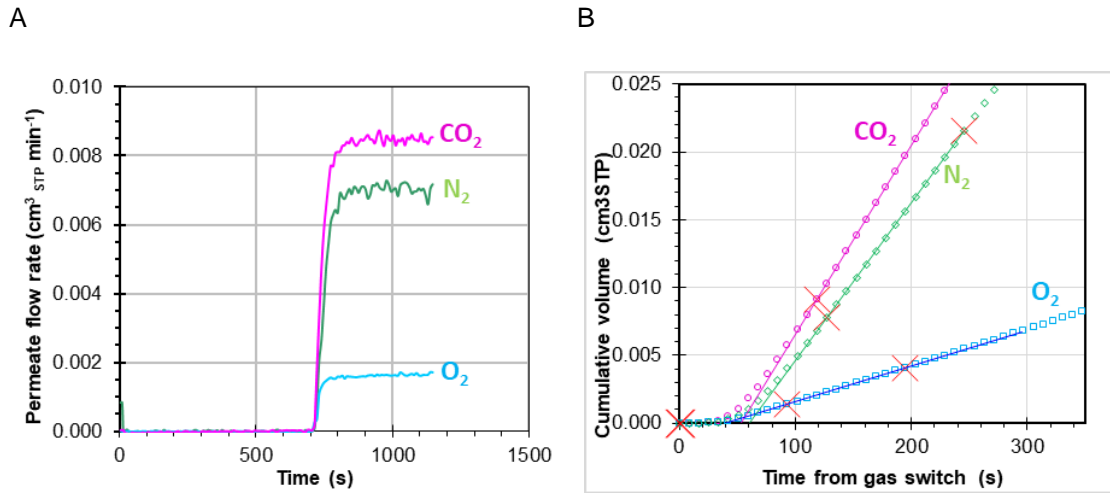 A
B
0.010
0.008
0.006
0.004
0.002
0.000
Permeate flow rate (cm³ STP min⁻¹)
CO₂
N₂
O₂
0
500
1000
1500
Time (s)
0.025
0.020
0.015
0.010
0.005
0.000
Cumulative volume (cm3STP)
CO₂
N₂
O₂
0
100
200
300
Time from gas switch (s)